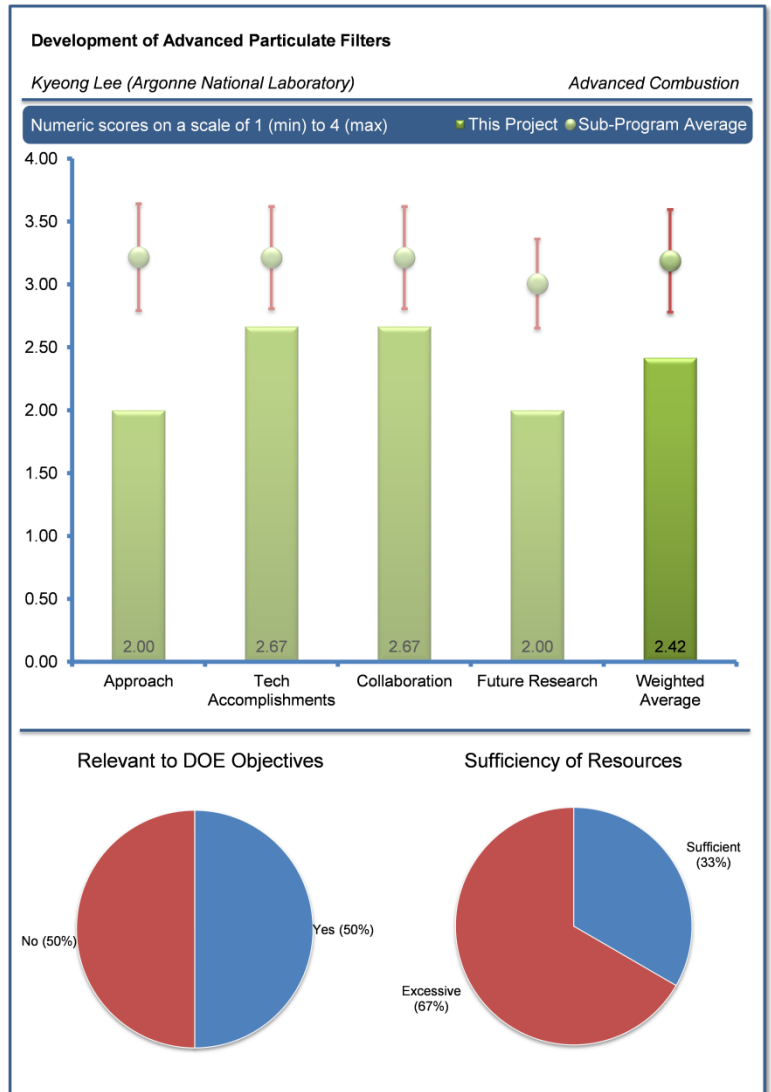 Development of Advanced Particulate Filters
Kyeong Lee (Argonne National Laboratory) Advanced Combustion
Numeric scores on a scale of 1 (min) to 4 (max) This Project Sub-Program Average
4.00
3.50
3.00
2.50
2.00
1.50
1.00
0.50
0.00
2.00 2.67 2.67 2.00 2.42
Approach Tech Accomplishments Collaboration Future Research Weighted Average
Relevant to DOE Objectives
No (50%)
Yes (50%)
Sufficiency of Resources
Sufficient
(33%)
Excessive
(67%)